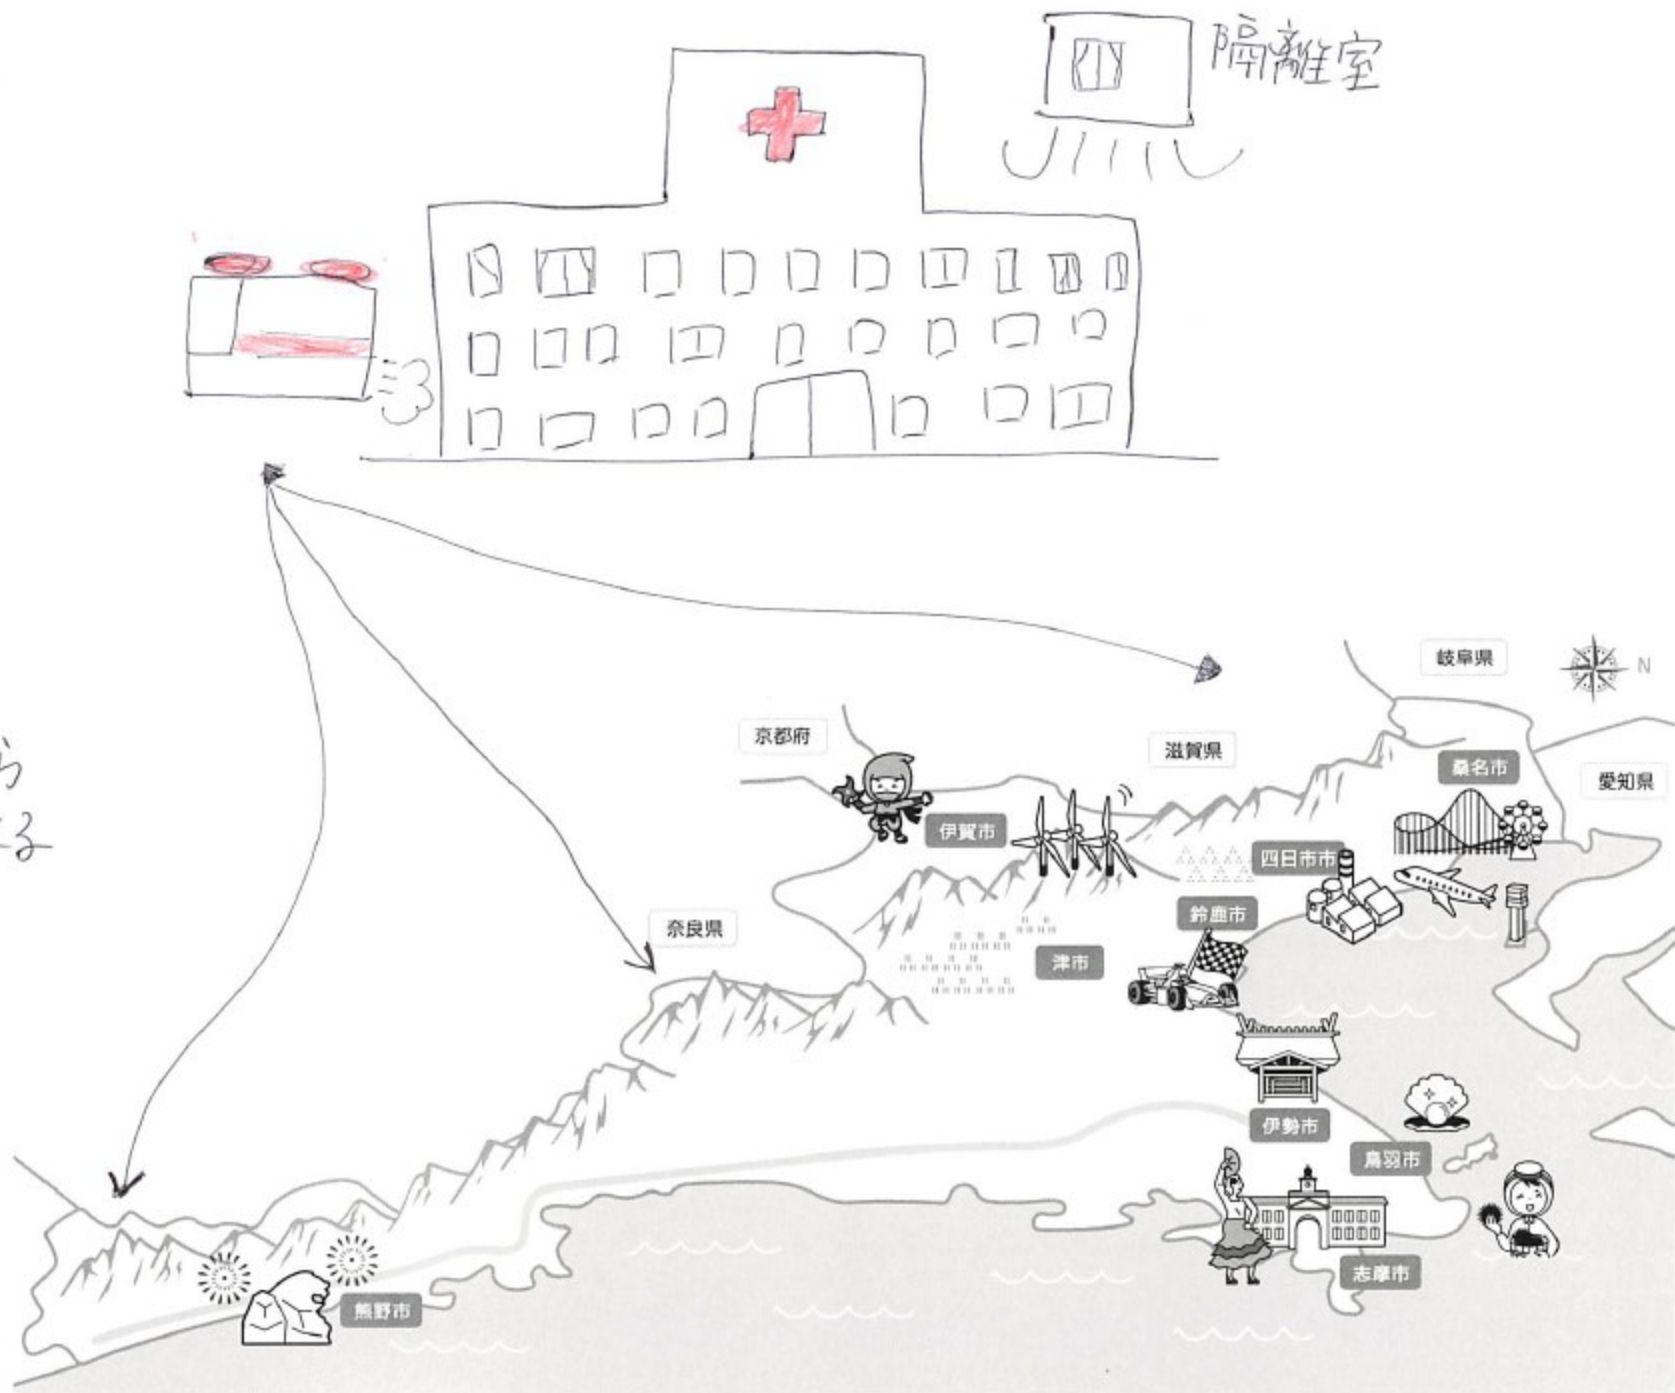 隔離室
岐阜県
N
京都府
滋賀県
桑名市
愛知県
伊賀市
四日市市
鈴鹿市
奈良県
津市
伊勢市
鳥羽市
志摩市
熊野市